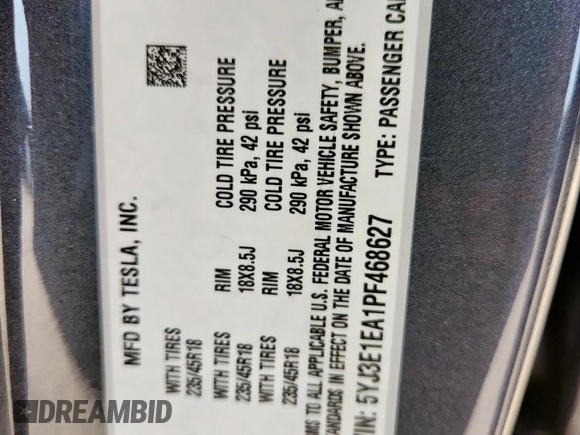 MFD BY TESLA, INC.
WITH TIRES
235/45R18
WITH TIRES RIM COLD TIRE PRESSURE
235/45R18 18X8.5J 290 kPa, 42 psi
WITH TIRES RIM COLD TIRE PRESSURE
235/45R18 18X8.5J 290 kPa, 42 psi
TO ALL APPLICABLE U.S. FEDERAL MOTOR VEHICLE SAFETY, BUMPER,
IN EFFECT ON THE DATE OF MANUFACTURE SHOWN ABOVE.
VIN: 5YJ3E1EA1PF468627 TYPE: PASSENGER
DREAMBID